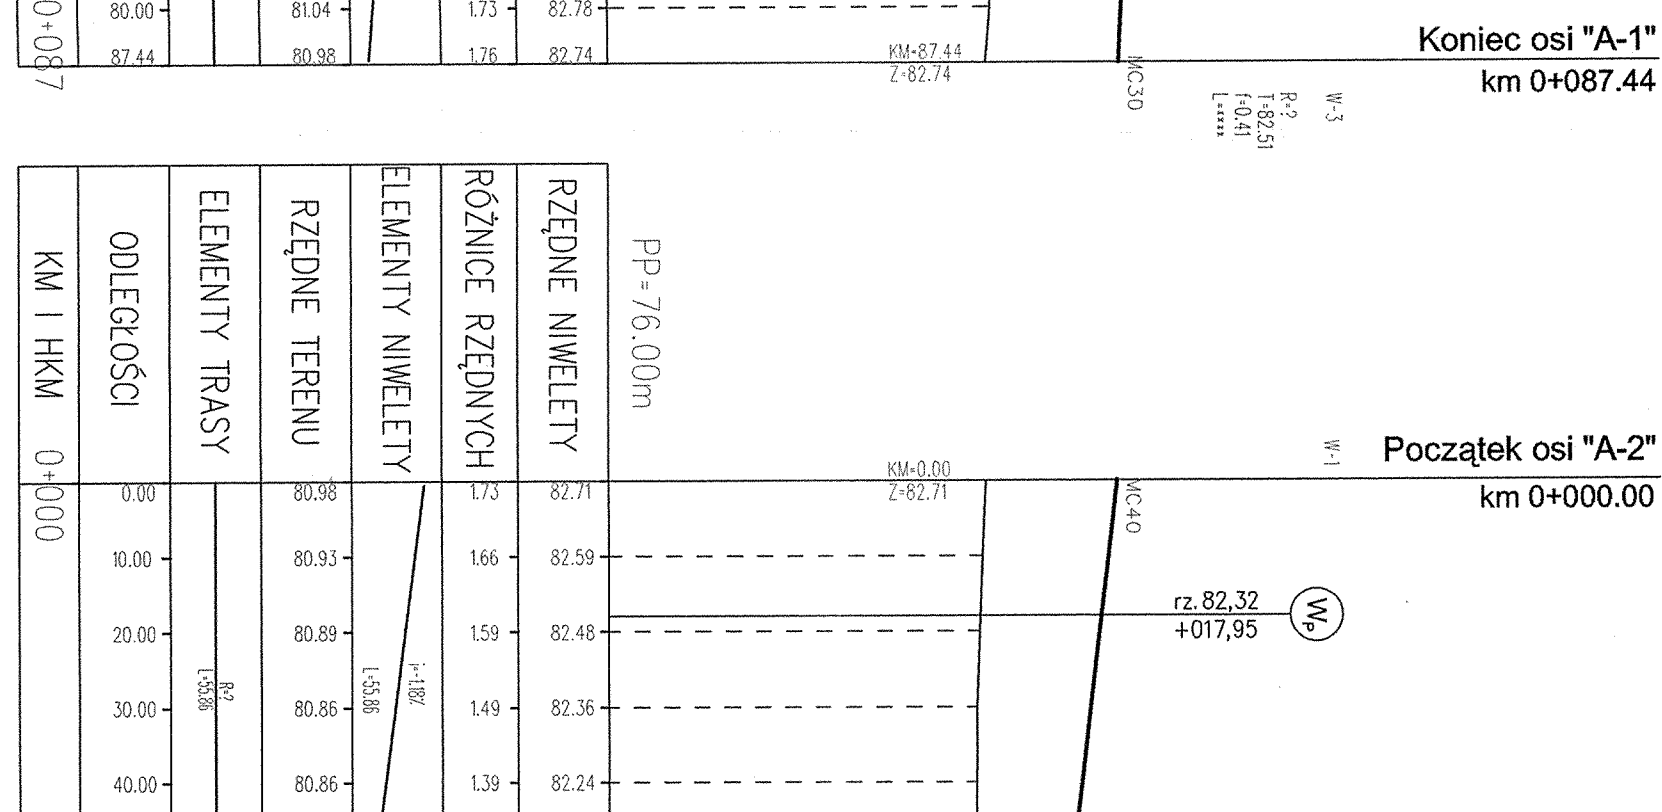 80.00 81.04 1.73 82.78
0+087 87.44 80.98 1.76 82.74
KM=87.44
Z=82.74
MC30
Koniec osi "A-1"
km 0+087.44
W-3
R=?
T=82.51
f=0.41
L=****
KM I HKM 0+000
ODLEGŁOŚCI
ELEMENTY TRASY
RZĘDNE TERENU
ELEMENTY NIWELETY
RÓŻNICE RZĘDNYCH
RZĘDNE NIWELETY
PP=76.00m
W-1
Początek osi "A-2"
km 0+000.00
KM=0.00
Z=82.71
MC40
0.00 80.98 1.73 82.71
10.00 80.93 1.66 82.59
rz. 82,32
+017,95
Wp
20.00 80.89 1.59 82.48
R=?
L=55.86
i=-1.18%
L=55.86
30.00 80.86 1.49 82.36
40.00 80.86 1.39 82.24